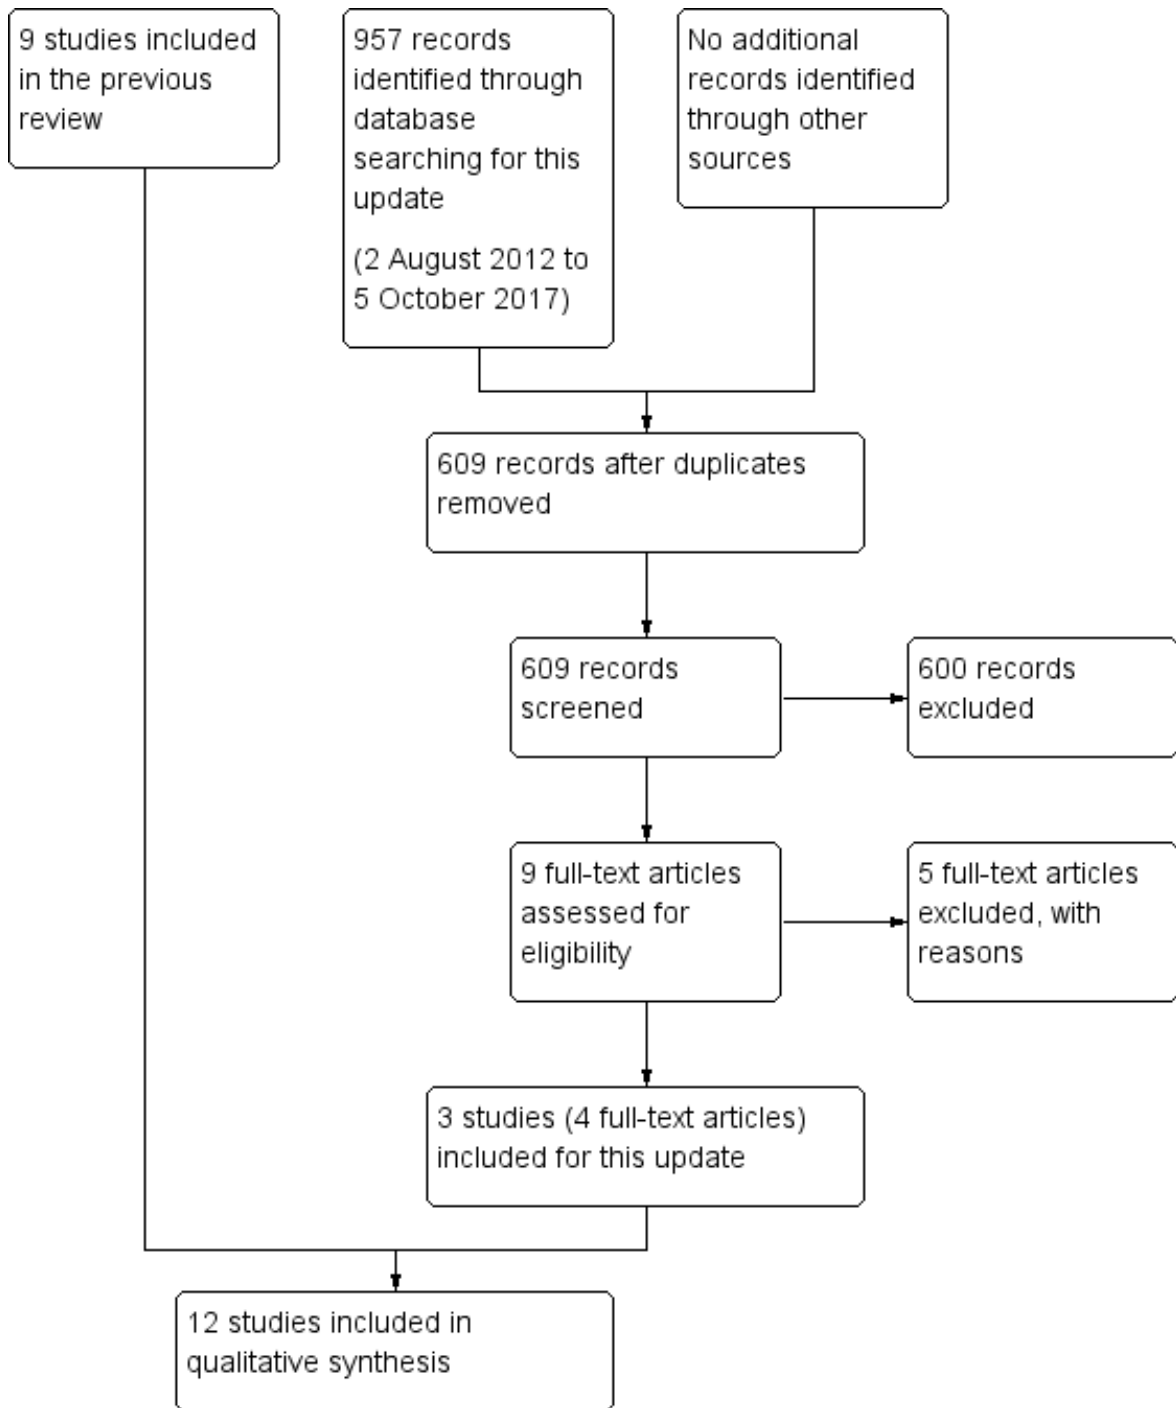 9 studies included
in the previous
review
957 records
identified through
database
searching for this
update
(2 August 2012 to
5 October 2017)
No additional
records identified
through other
sources
609 records after duplicates
removed
609 records
screened
600 records
excluded
9 full-text articles
assessed for
eligibility
5 full-text articles
excluded, with
reasons
3 studies (4 full-text articles)
included for this update
12 studies included in
qualitative synthesis